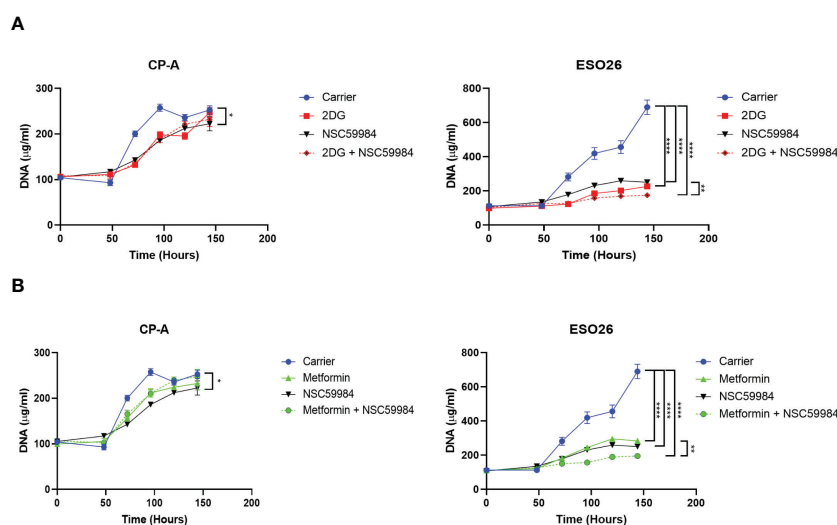 A
CP-A
DNA (µg/ml)
300
200
100
0
0
50
100
150
200
Time (Hours)
*
Carrier
2DG
NSC59984
2DG + NSC59984
ESO26
DNA (µg/ml)
800
600
400
200
0
0
50
100
150
200
Time (Hours)
****
****
****
**
Carrier
2DG
NSC59984
2DG + NSC59984
B
CP-A
DNA (µg/ml)
300
200
100
0
0
50
100
150
200
Time (Hours)
*
Carrier
Metformin
NSC59984
Metformin + NSC59984
ESO26
DNA (µg/ml)
800
600
400
200
0
0
50
100
150
200
Time (Hours)
****
****
****
**
Carrier
Metformin
NSC59984
Metformin + NSC59984